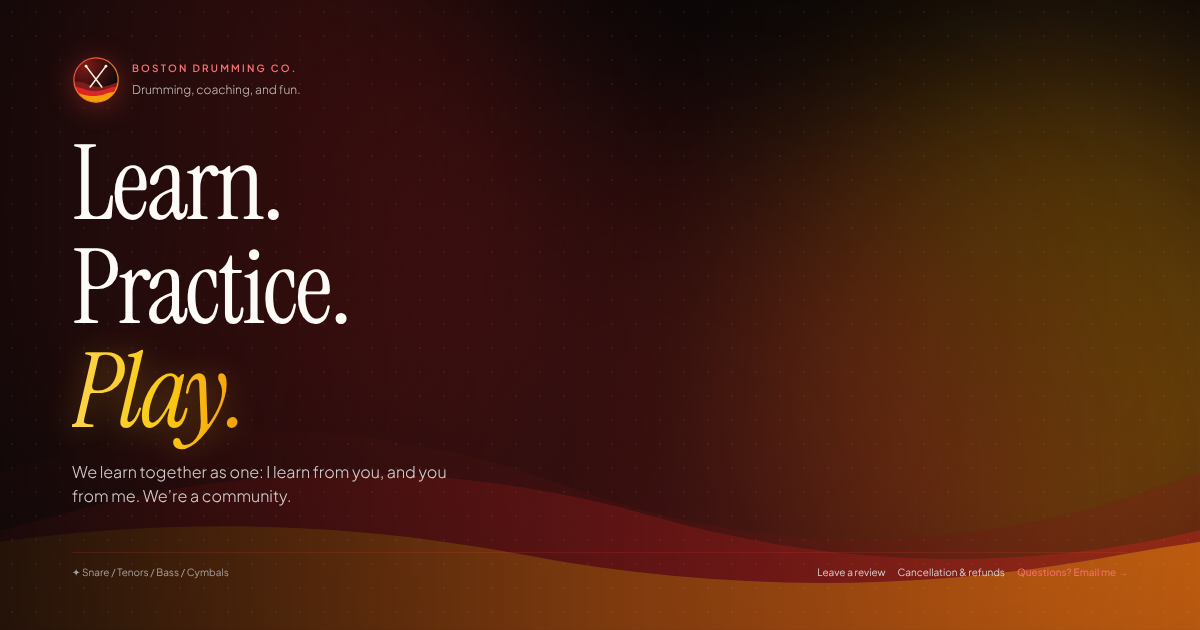 BOSTON DRUMMING CO.
Drumming, coaching, and fun.
Learn.
Practice.
Play.
We learn together as one: I learn from you, and you
from me. We’re a community.
✦ Snare / Tenors / Bass / Cymbals
Leave a review Cancellation & refunds Questions? Email me →